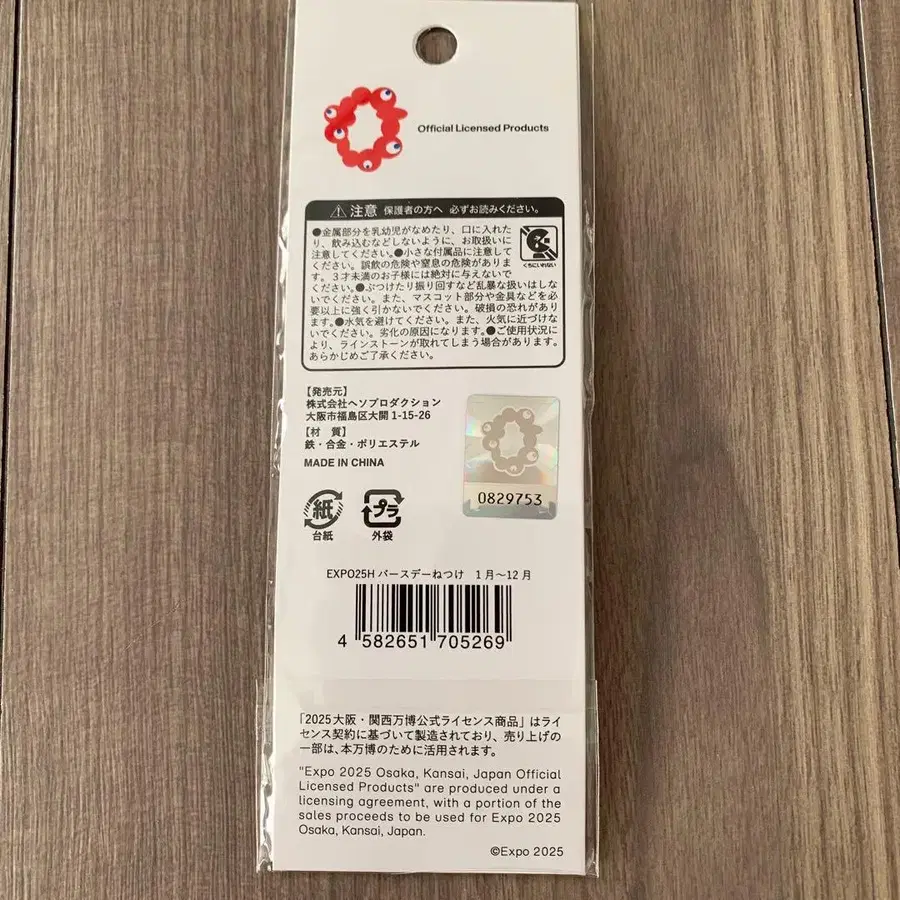 Official Licensed Products
⚠注意 保護者の方へ 必ずお読みください。
●金属部分を乳幼児がなめたり、口に入れた
り、飲み込むなどしないように、お取扱いに
注意してください。●小さな付属品に注意して
ください。誤飲の危険や窒息の危険がありま
す。３才未満のお子様には絶対に与えないで
ください。●ぶつけたり振り回すなど乱暴な扱いはしな
いでください。また、マスコット部分や金具などを必
要以上に強く引かないでください。破損の恐れがあり
ます。●水気を避けてください。また、火気に近づけな
いでください。劣化の原因になります。●ご使用状況に
より、ラインストーンが取れてしまう場合があります。
あらかじめご了承ください。
くちにいれない
【発売元】
株式会社ヘソプロダクション
大阪市福島区大開 1-15-26
【材　質】
鉄・合金・ポリエステル
MADE IN CHINA
0829753
紙
台紙
プラ
外袋
EXPO25H バースデーねつけ　1月～12月
4 582651 705269
「2025大阪・関西万博公式ライセンス商品」はライ
センス契約に基づいて製造されており、売り上げの
一部は、本万博のために活用されます。
"Expo 2025 Osaka, Kansai, Japan Official
Licensed Products" are produced under a
licensing agreement, with a portion of the
sales proceeds to be used for Expo 2025
Osaka, Kansai, Japan.
©Expo 2025